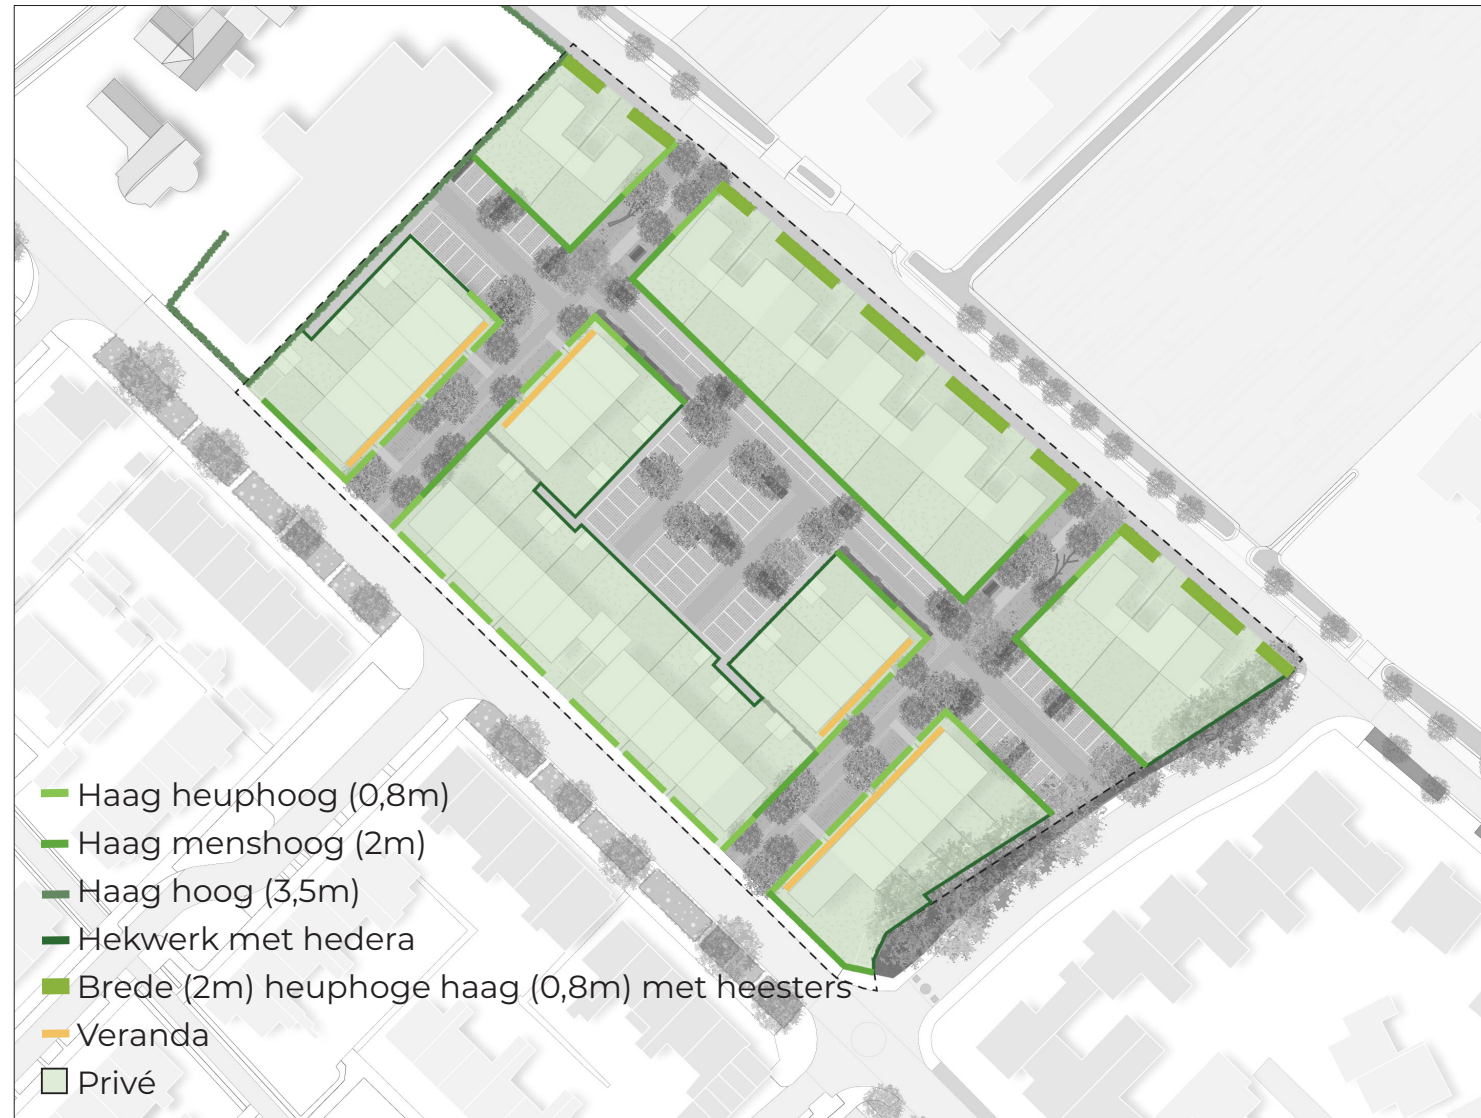 Haag heuphoog (0,8m)
Haag menshoog (2m)
Haag hoog (3,5m)
Hekwerk met hedera
Brede (2m) heuphoge haag (0,8m) met heesters
Veranda
Privé